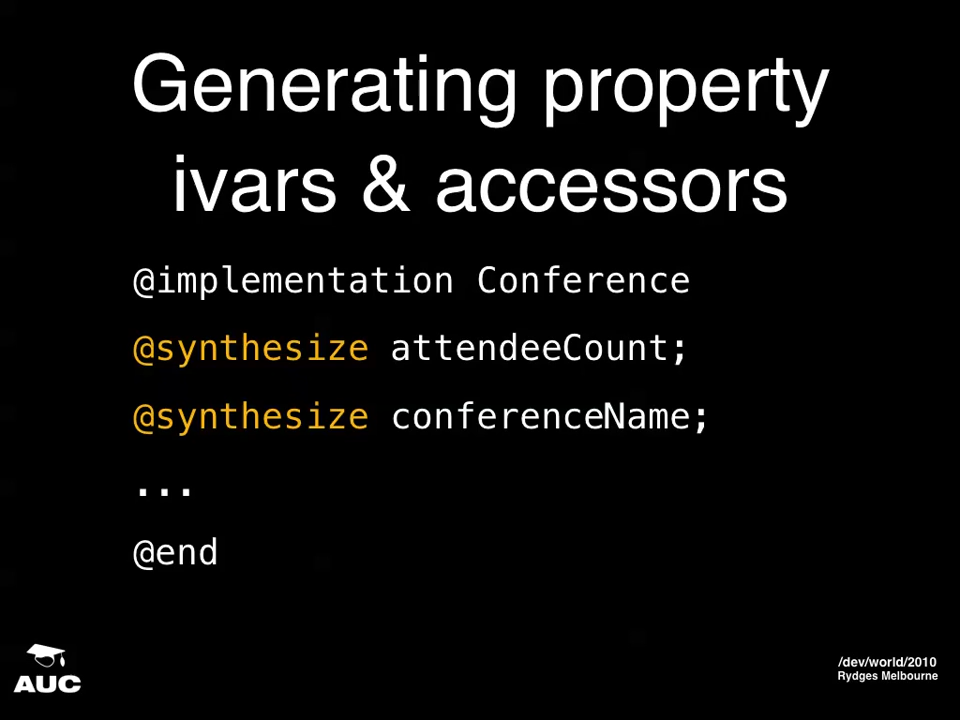 Generating property
ivars & accessors
@implementation Conference
@synthesize attendeeCount;
@synthesize conferenceName;
...
@end
AUC
/dev/world/2010
Rydges Melbourne